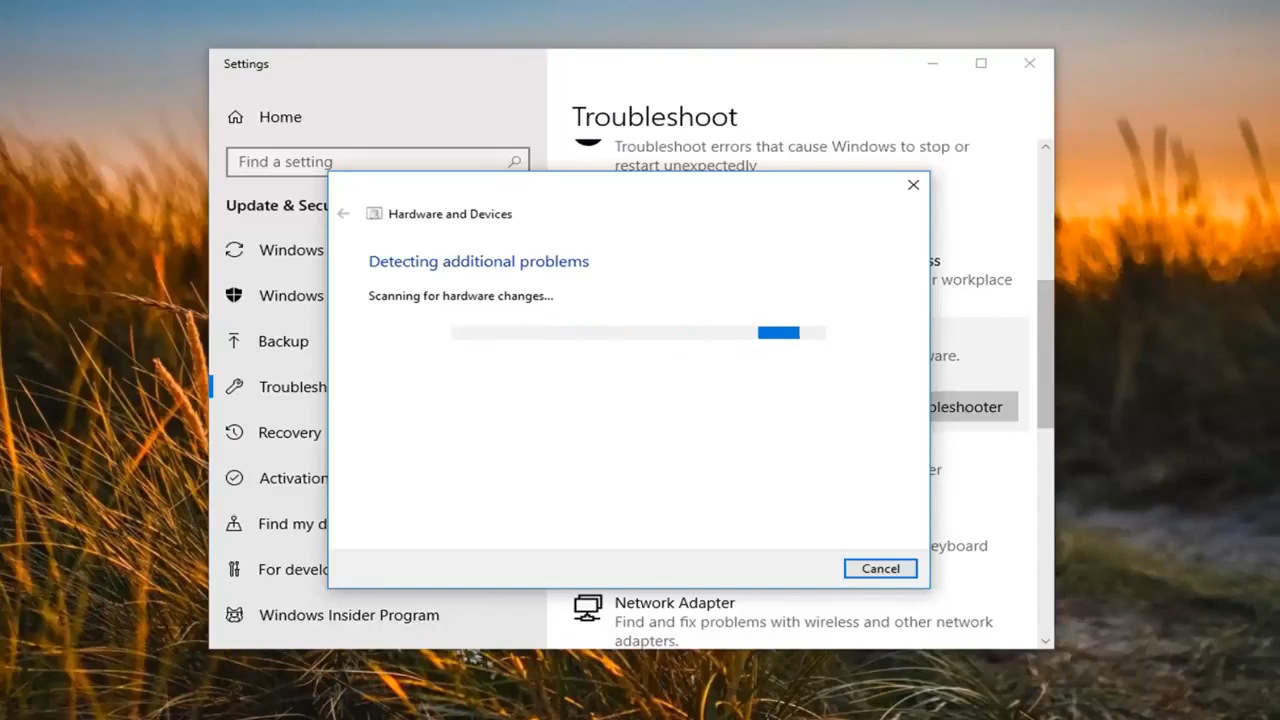 Settings
Home
Find a setting
Update & Secu
Windows
Windows
Backup
Troublesh
Recovery
Activation
Find my d
For develo
Windows Insider Program
Troubleshoot
Troubleshoot errors that cause Windows to stop or
restart unexpectedly
Hardware and Devices
Detecting additional problems
Scanning for hardware changes...
Cancel
ss
r workplace
ware.
bleshooter
er
eyboard
Network Adapter
Find and fix problems with wireless and other network
adapters.